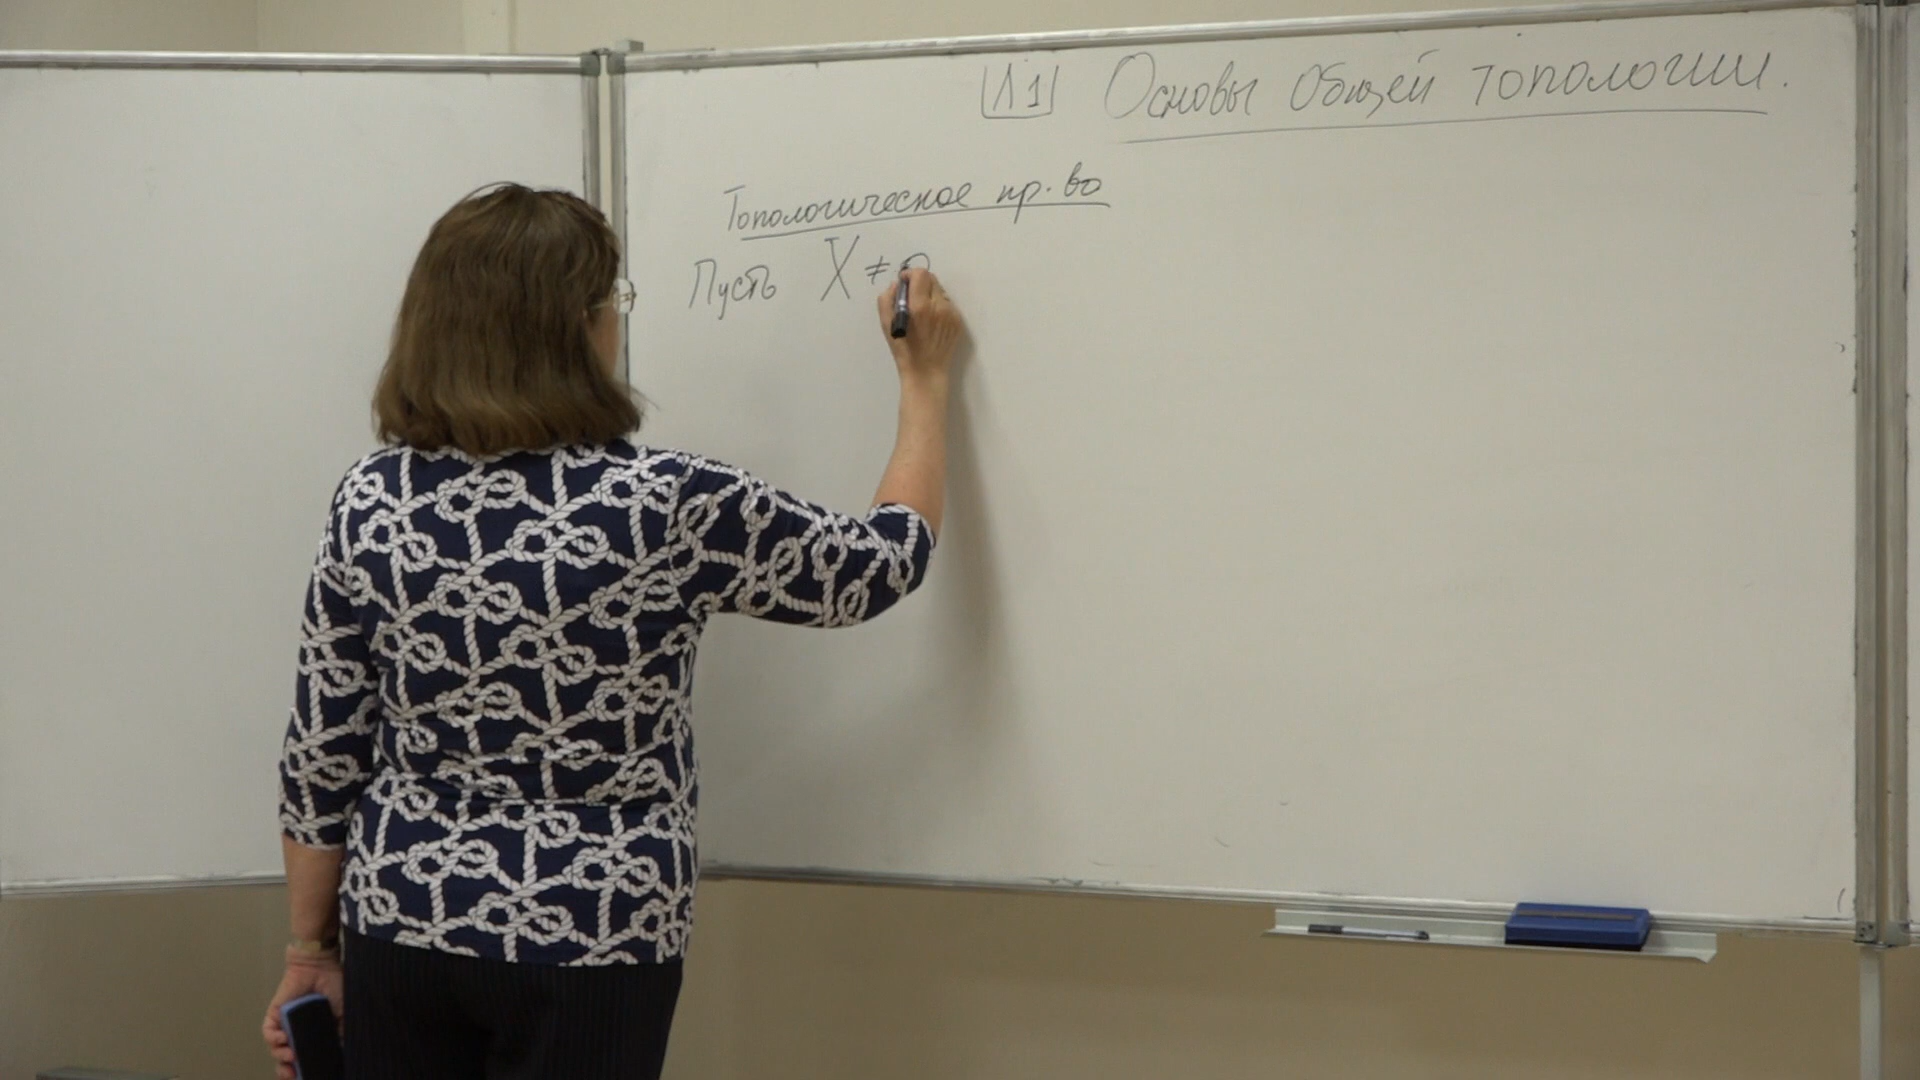 Л1 Основы Общей топологии.
Топологическое пр-во
Пусть X ≠